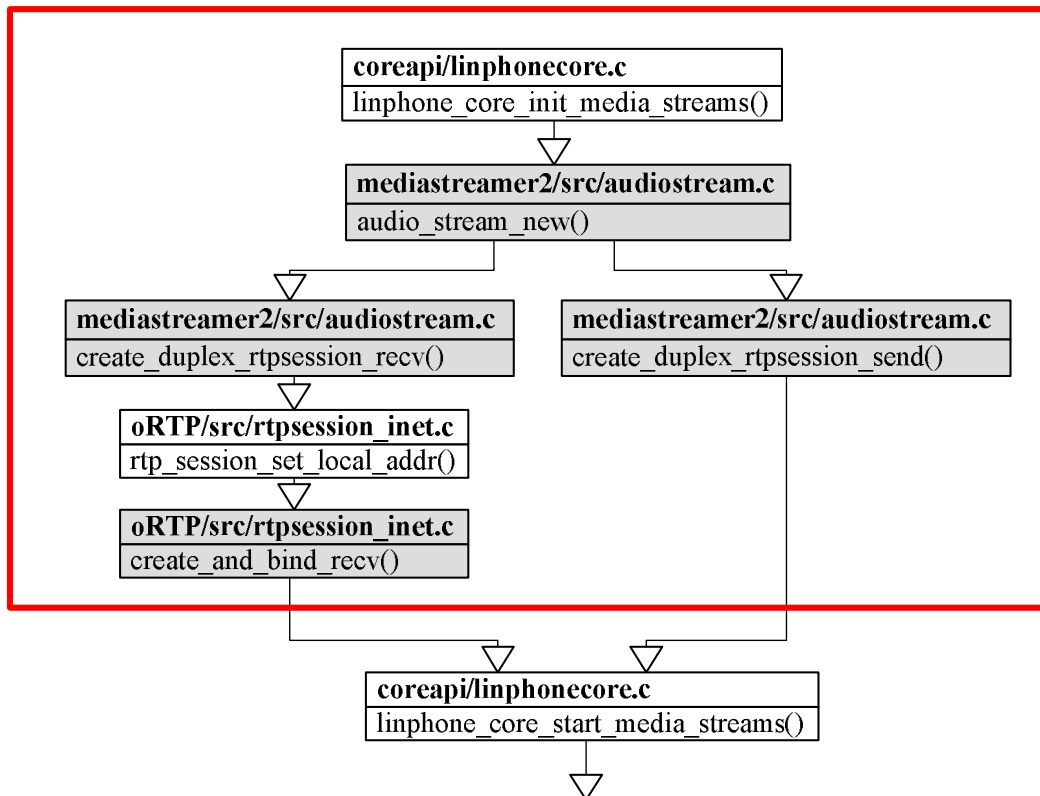 coreapi/linphonecore.c
linphone_core_init_media_streams()
mediastreamer2/src/audiostream.c
audio_stream_new()
mediastreamer2/src/audiostream.c
create_duplex_rtpsession_recv()
mediastreamer2/src/audiostream.c
create_duplex_rtpsession_send()
oRTP/src/rtpsession_inet.c
rtp_session_set_local_addr()
oRTP/src/rtpsession_inet.c
create_and_bind_recv()
coreapi/linphonecore.c
linphone_core_start_media_streams()